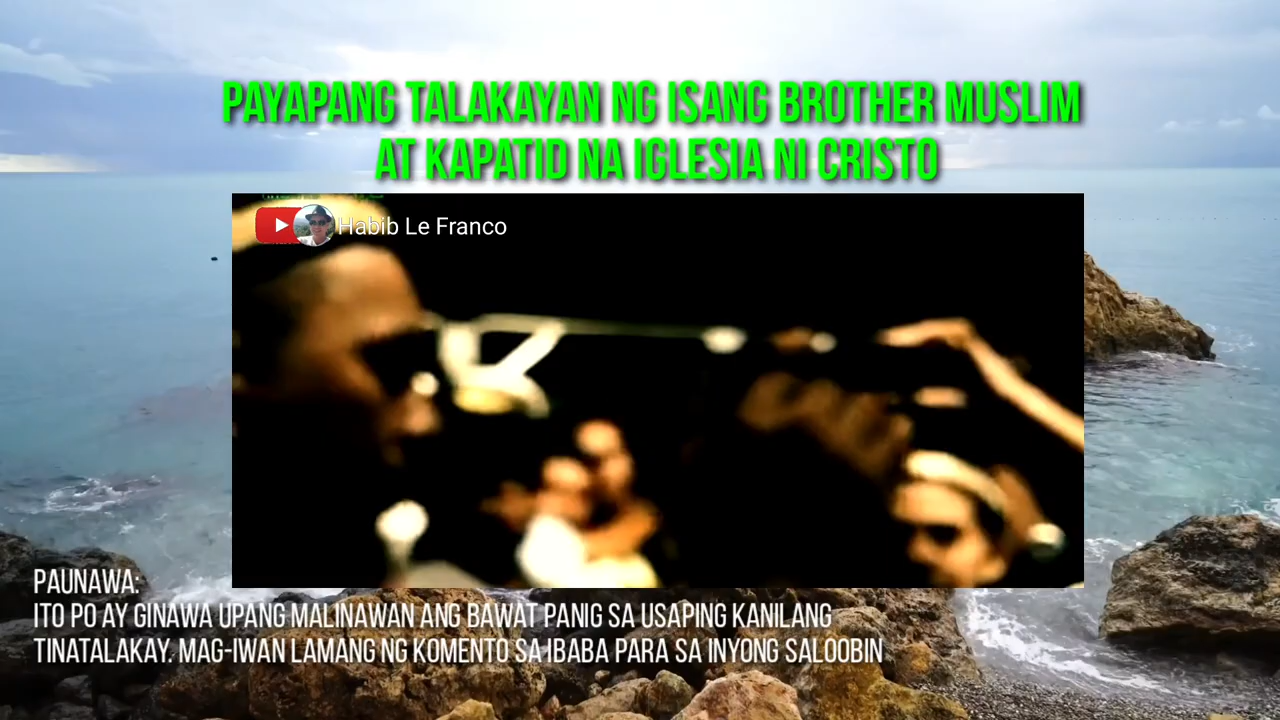 PAYAPANG TALAKAYAN NG ISANG BROTHER MUSLIM
AT KAPATID NA IGLESIA NI CRISTO
Habib Le Franco
PAUNAWA:
ITO PO AY GINAWA UPANG MALINAWAN ANG BAWAT PANIG SA USAPING KANILANG
TINATALAKAY. MAG-IWAN LAMANG NG KOMENTO SA IBABA PARA SA INYONG SALOOBIN